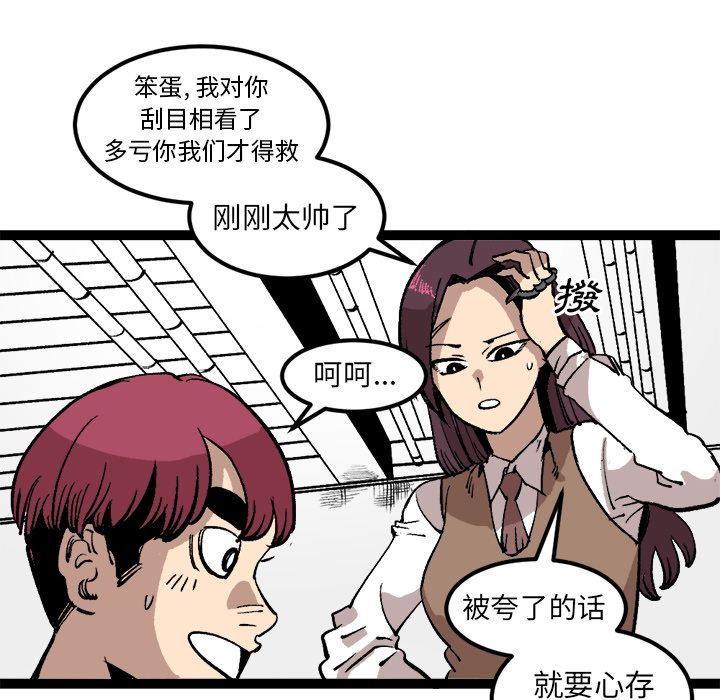 笨蛋, 我对你
刮目相看了
多亏你我们才得救
刚刚太帅了
撥
呵呵...
被夸了的话
就要心存